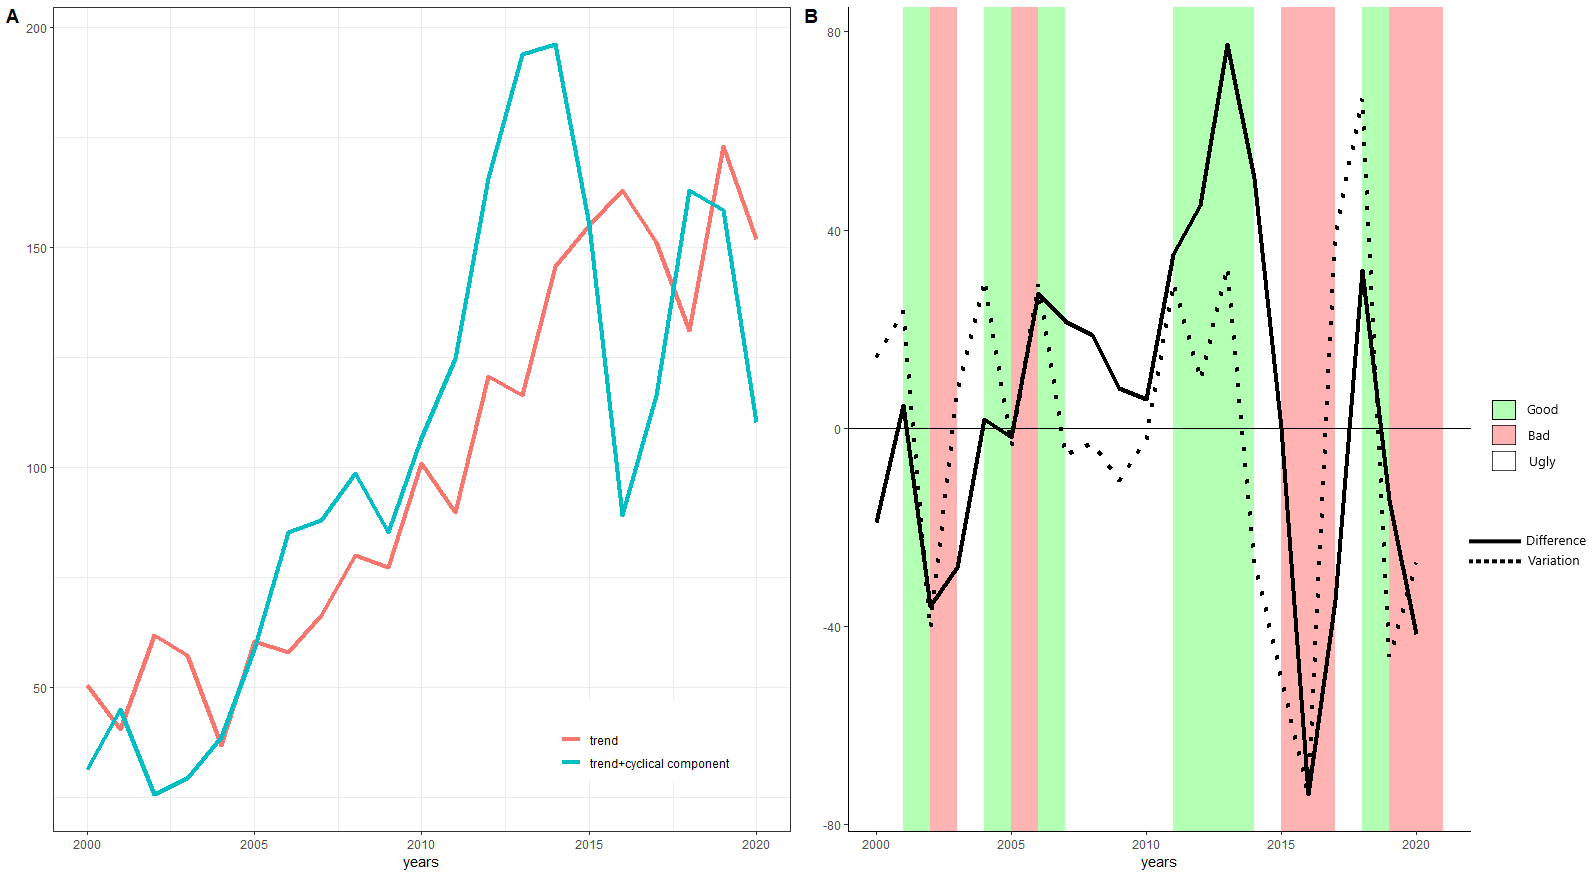 A
200
150
100
50
2000 2005 2010 2015 2020
years
trend
trend+cyclical component
B
80
40
0
-40
-80
2000 2005 2010 2015 2020
years
Good
Bad
Ugly
Difference
Variation